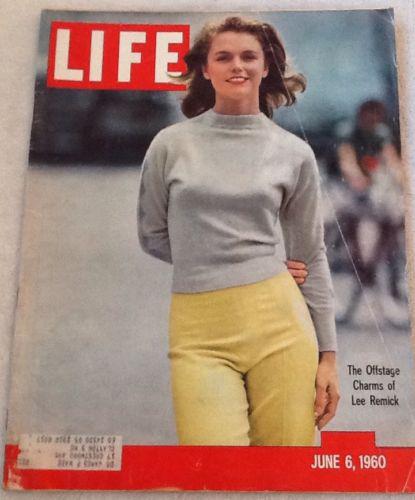 LIFE
The Offstage
Charms of
Lee Remick
JUNE 6, 1960